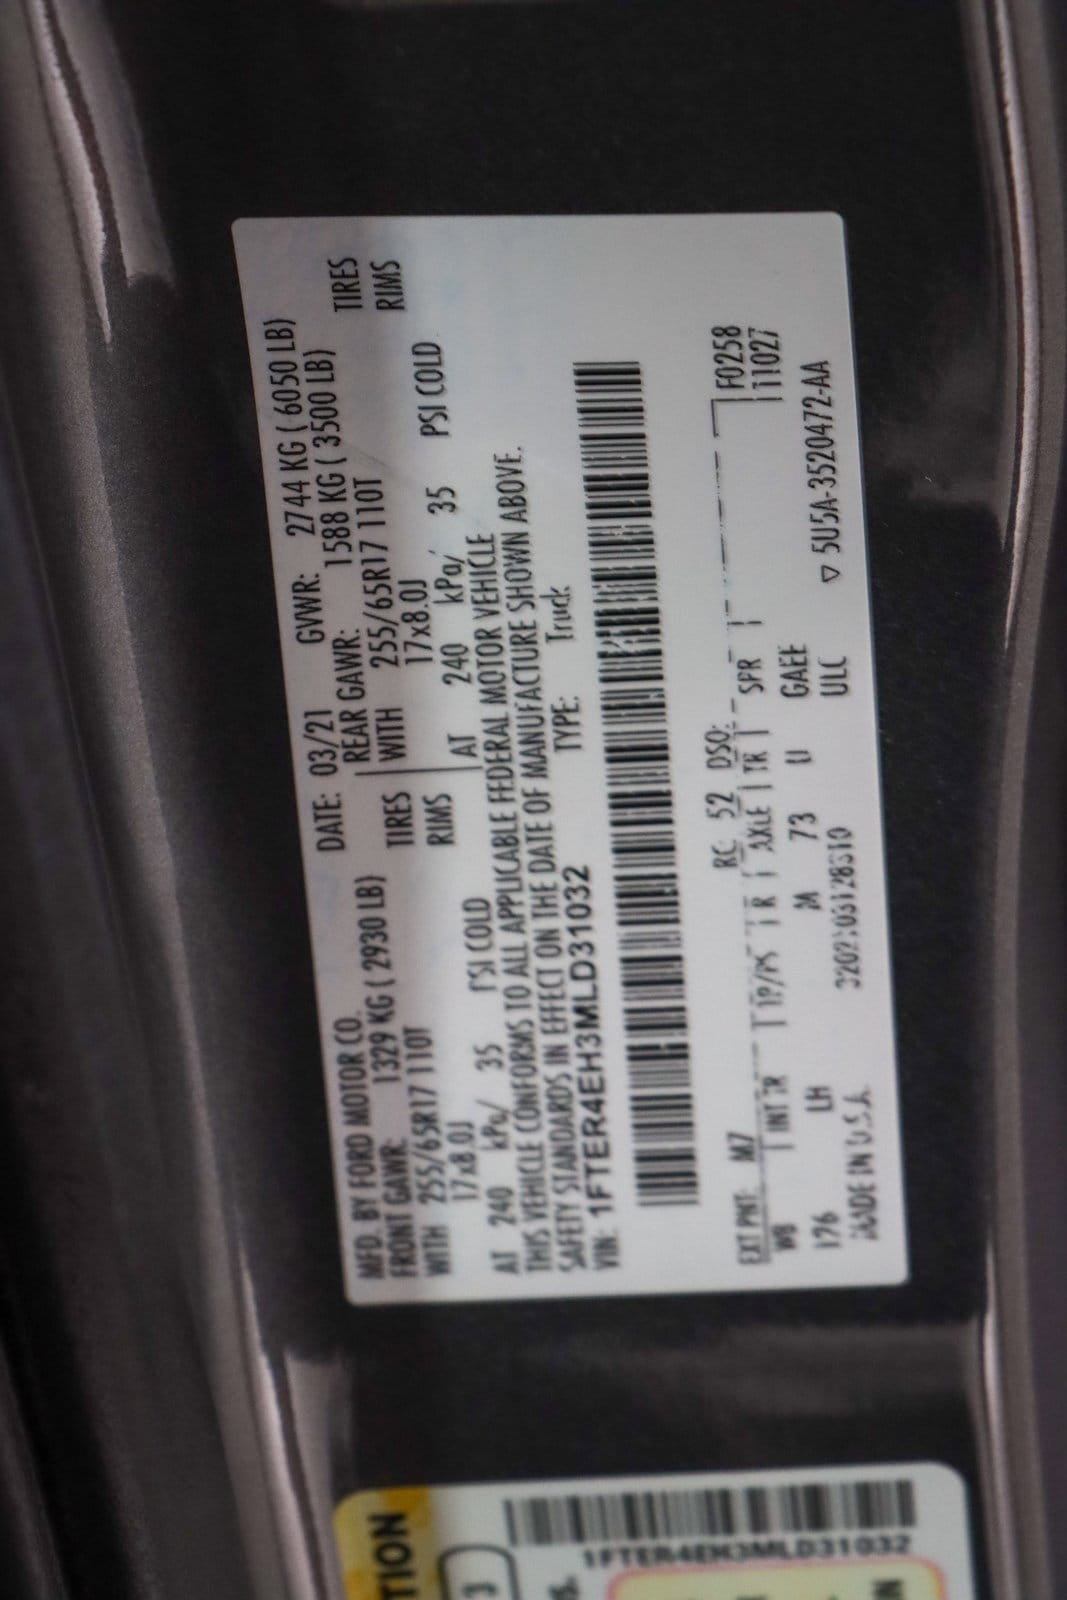 MFD. BY FORD MOTOR CO.
DATE: 03/21 GVWR: 2744 KG ( 6050 LB)
FRONT GAWR: 1329 KG ( 2930 LB)
REAR GAWR: 1588 KG ( 3500 LB)
WITH 255/65R17 110T TIRES
WITH 255/65R17 110T TIRES
17x8.0J RIMS
17x8.0J RIMS
AT 240 kPa/ 35 PSI COLD
AT 240 kPa/ 35 PSI COLD
THIS VEHICLE CONFORMS TO ALL APPLICABLE FEDERAL MOTOR VEHICLE
SAFETY STANDARDS IN EFFECT ON THE DATE OF MANUFACTURE SHOWN ABOVE.
VIN: 1FTER4EH3MLD31032 TYPE: Truck
EXT PNT: M7 RC: 52 DSO: F0258
WB INT TR TP/PS R AXLE TR SPR T1027
126 LH M 73 U GAEE
MADE IN U.S.A. ULC ▽ 5U5A-3520472-AA
TION
3
1FTER4EH3MLD31032